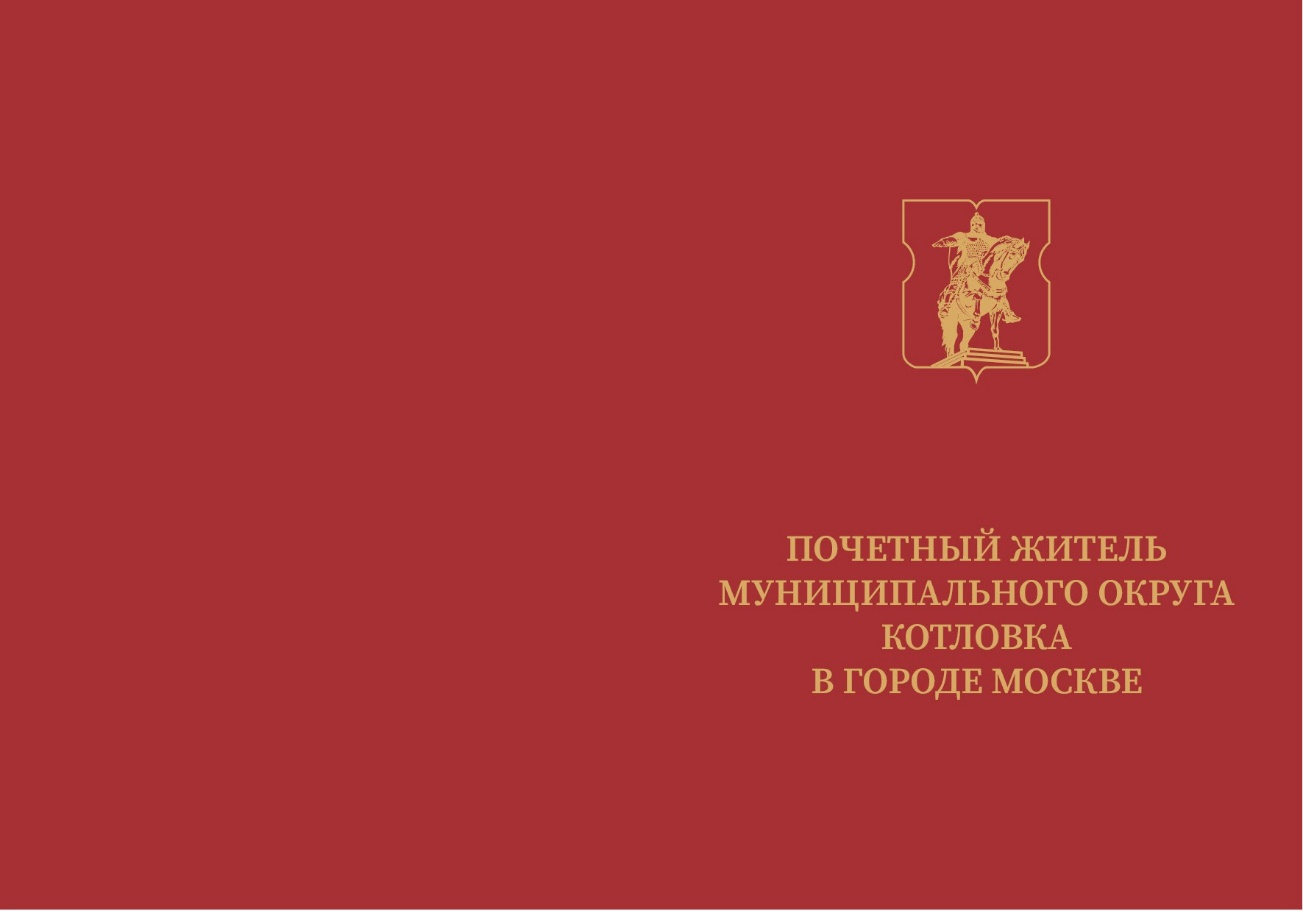 ПОЧЕТНЫЙ ЖИТЕЛЬ
МУНИЦИПАЛЬНОГО ОКРУГА
КОТЛОВКА
В ГОРОДЕ МОСКВЕ